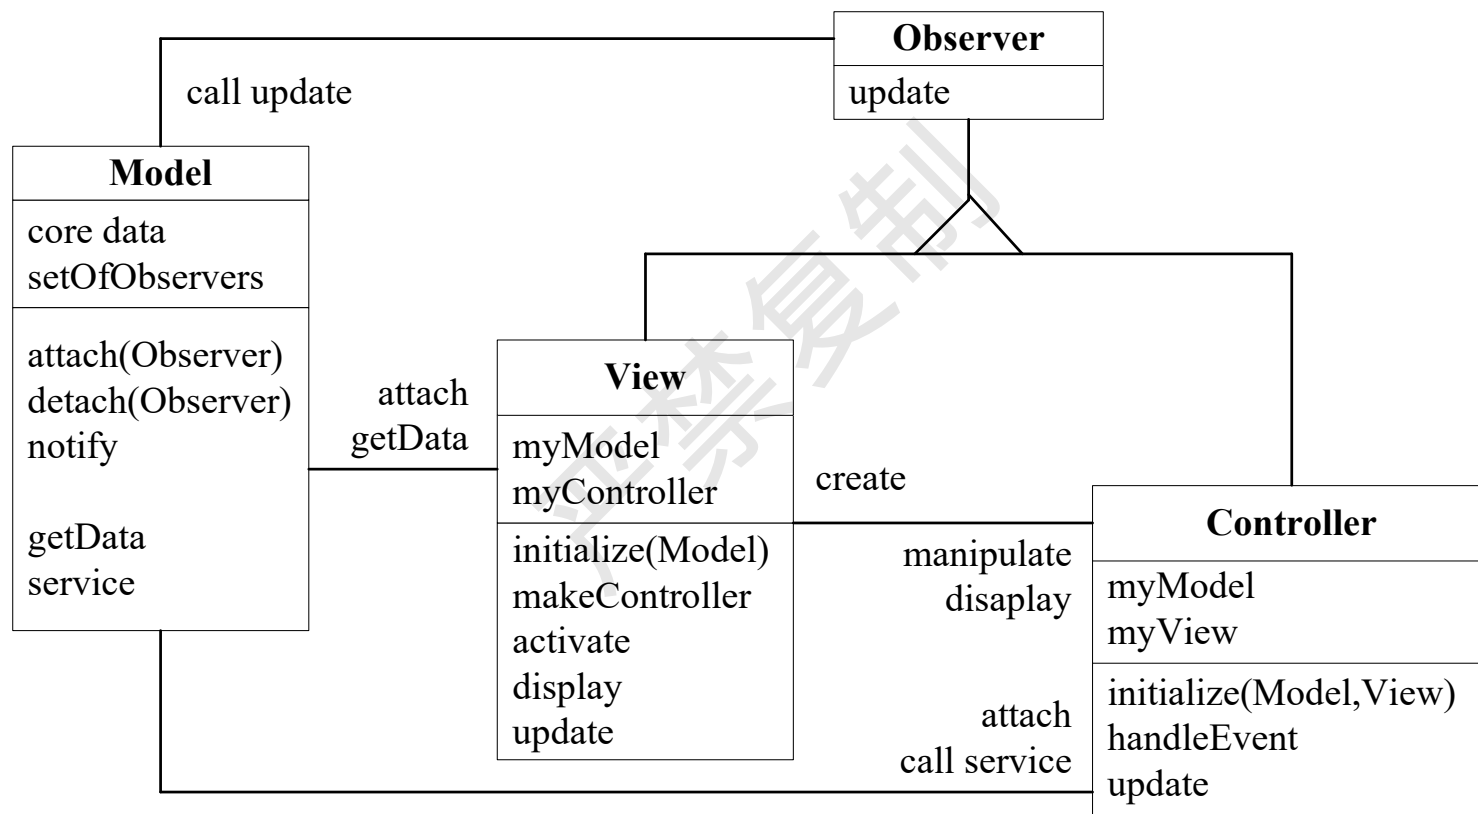 Observer
update
call update
Model
core data
setOfObservers
attach(Observer)
detach(Observer)
notify
getData
service
attach
getData
View
myModel
myController
initialize(Model)
makeController
activate
display
update
create
manipulate
disaplay
attach
call service
Controller
myModel
myView
initialize(Model,View)
handleEvent
update
严禁复制